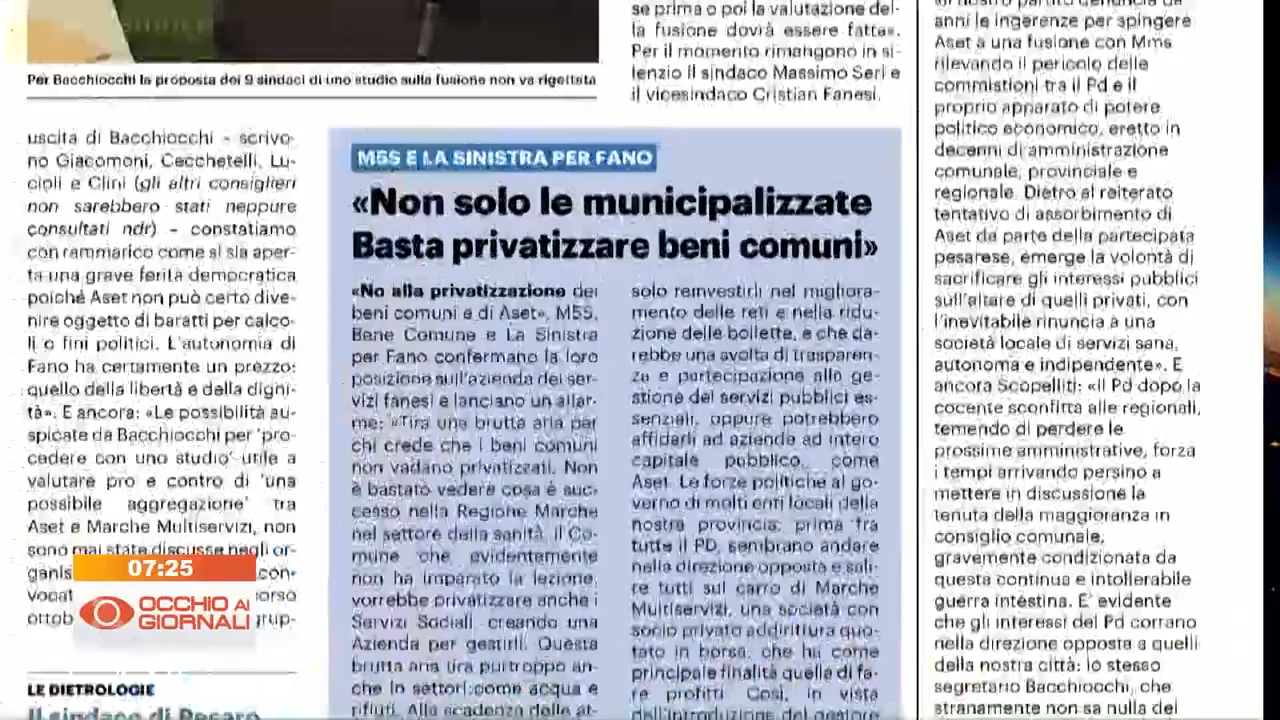 Per Bacchiocchi la proposta dei 9 sindaci di uno studio sulla fusione non va rigettata
se prima o poi la valutazione del-
la fusione dovrà essere fatta».
Per il momento rimangono in si-
lenzio il sindaco Massimo Seri e
il vicesindaco Cristian Fanesi.
uscita di Bacchiocchi - scrivo-
no Giacomoni, Cecchetelli, Lu-
cioli e Clini (gli altri consiglieri
non sarebbero stati neppure
consultati ndr) - constatiamo
con rammarico come si sia aper-
ta una grave ferita democratica
poiché Aset non può certo dive-
nire oggetto di baratti per calco-
li o fini politici. L'autonomia di
Fano ha certamente un prezzo:
quello della libertà e della digni-
tà». E ancora: «Le possibilità au-
spicate da Bacchiocchi per 'pro-
cedere con uno studio' utile a
valutare pro e contro di 'una
possibile aggregazione' tra
Aset e Marche Multiservizi, non
sono mai state discusse negli or-
ganis
con-
vocat
orso
ottob
rup-
LE DIETROLOGIE
Il sindaco di Pesaro
M5S E LA SINISTRA PER FANO
«Non solo le municipalizzate
Basta privatizzare beni comuni»
«No alla privatizzazione dei
beni comuni e di Aset», M5S,
Bene Comune e La Sinistra
per Fano confermano la loro
posizione sull'azienda dei ser-
vizi fanesi e lanciano un allar-
me: «Tira una brutta aria per
chi crede che i beni comuni
non vadano privatizzati. Non
è bastato vedere cosa è suc-
cesso nella Regione Marche
nel settore della sanità. Il Co-
mune che evidentemente
non ha imparato la lezione,
vorrebbe privatizzare anche i
Servizi Sociali creando una
Azienda per gestirli. Questa
brutta aria tira purtroppo an-
che in settori come acqua e
rifiuti. Alla scadenza delle at-
solo reinvestirli nel migliora-
mento delle reti e nella ridu-
zione delle bollette, e che da-
rebbe una svolta di trasparen-
za e partecipazione alla ge-
stione dei servizi pubblici es-
senziali, oppure potrebbero
affidarli ad aziende ad intero
capitale pubblico, come
Aset. Le forze politiche al go-
verno di molti enti locali della
nostra provincia, prima fra
tutte il PD, sembrano andare
nella direzione opposta e sali-
re tutti sul carro di Marche
Multiservizi, una società con
socio privato addirittura quo-
tato in borsa, che ha come
principale finalità quella di fa-
re profitti Così, in vista
dell'introduzione del gestore
anni le ingerenze per spingere
Aset a una fusione con Mms
rilevando il pericolo delle
commistioni tra il Pd e il
proprio apparato di potere
politico economico, eretto in
decenni di amministrazione
comunale, provinciale e
regionale. Dietro al reiterato
tentativo di assorbimento di
Aset da parte della partecipata
pesarese, emerge la volontà di
sacrificare gli interessi pubblici
sull'altare di quelli privati, con
l'inevitabile rinuncia a una
società locale di servizi sana,
autonoma e indipendente». E
ancora Scopelliti: «Il Pd dopo la
cocente sconfitta alle regionali,
temendo di perdere le
prossime amministrative, forza
i tempi arrivando persino a
mettere in discussione la
tenuta della maggioranza in
consiglio comunale,
gravemente condizionata da
questa continua e intollerabile
guerra intestina. E' evidente
che gli interessi del Pd corrano
nella direzione opposta a quelli
della nostra città: lo stesso
segretario Bacchiocchi, che
stranamente non sa nulla del
07:25
OCCHIO AI
GIORNALI